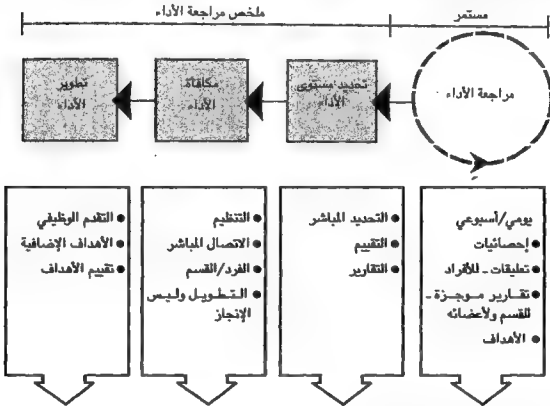 مستمر
ملخص مراجعة الأداء
مراجعة الأداء
تحديد مستوى
الأداء
مكافأة
الأداء
تطوير
الأداء
يومي/أسبوعي
● إحصائيات
● تعليقات ـ للأفراد
● تقارير موجزة ـ
للقسم ولأعضائه
● الأهداف
● التحديد المباشر
● التقييم
● التقارير
● التنظيم
● الاتصال المباشر
● الفرد/القسم
● التطويل وليس
الإنجاز
● التقدم الوظيفي
● الأهداف الإضافية
● تقييم الأهداف